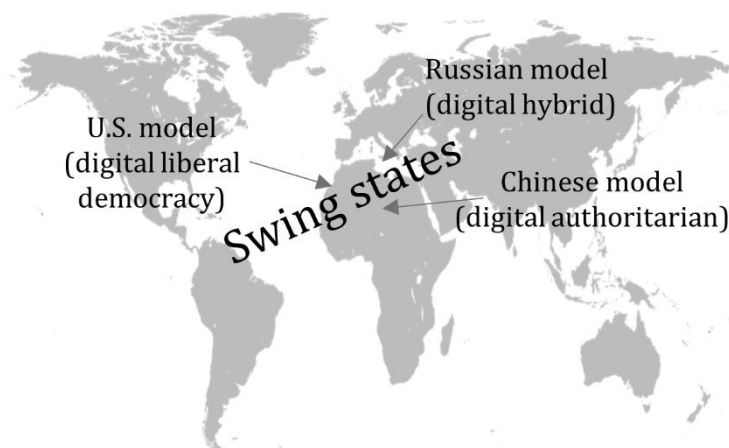 Russian model
(digital hybrid)
U.S. model
(digital liberal
democracy)
Swing states
Chinese model
(digital authoritarian)